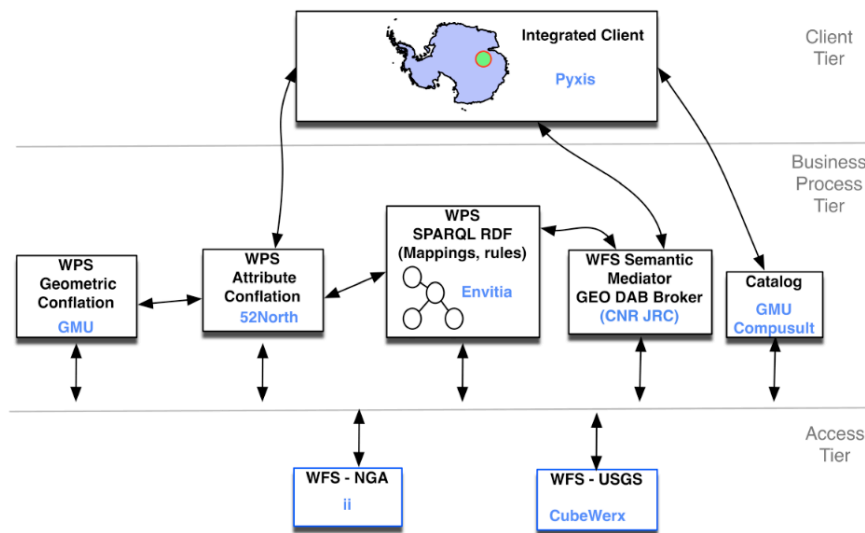 Integrated Client
Pyxis
Client
Tier
Business
Process
Tier
WPS
Geometric
Conflation
GMU
WPS
Attribute
Conflation
52North
WPS
SPARQL RDF
(Mappings, rules)
Envitia
WFS Semantic
Mediator
GEO DAB Broker
(CNR JRC)
Catalog
GMU
Compusult
Access
Tier
WFS - NGA
ii
WFS - USGS
CubeWerx